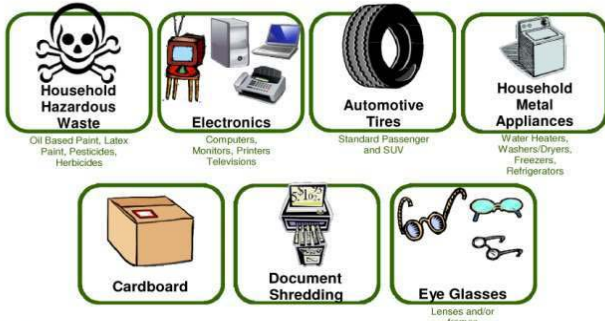 Household
Hazardous
Waste
Oil Based Paint, Latex
Paint, Pesticides,
Herbicides
Electronics
Computers,
Monitors, Printers
Televisions
Automotive
Tires
Standard Passenger
and SUV
Household
Metal
Appliances
Water Heaters,
Washers/Dryers,
Freezers,
Refrigerators
Cardboard
Document
Shredding
Eye Glasses
Lenses and/or